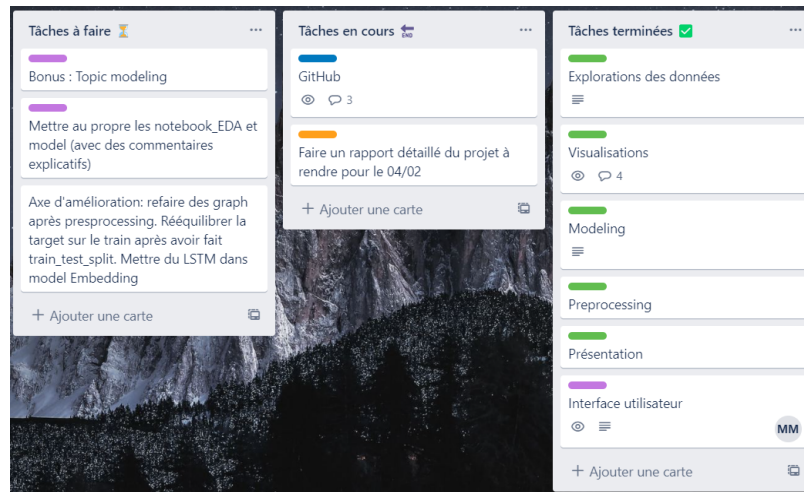 Tâches à faire ⏳
Bonus : Topic modeling
Mettre au propre les notebook_EDA et
model (avec des commentaires
explicatifs)
Axe d'amélioration: refaire des graph
après presprocessing. Rééquilibrer la
target sur le train après avoir fait
train_test_split. Mettre du LSTM dans
model Embedding
+ Ajouter une carte
Tâches en cours 🔚
GitHub
3
Faire un rapport détaillé du projet à
rendre pour le 04/02
+ Ajouter une carte
Tâches terminées ✅
Explorations des données
Visualisations
4
Modeling
Preprocessing
Présentation
Interface utilisateur
MM
+ Ajouter une carte